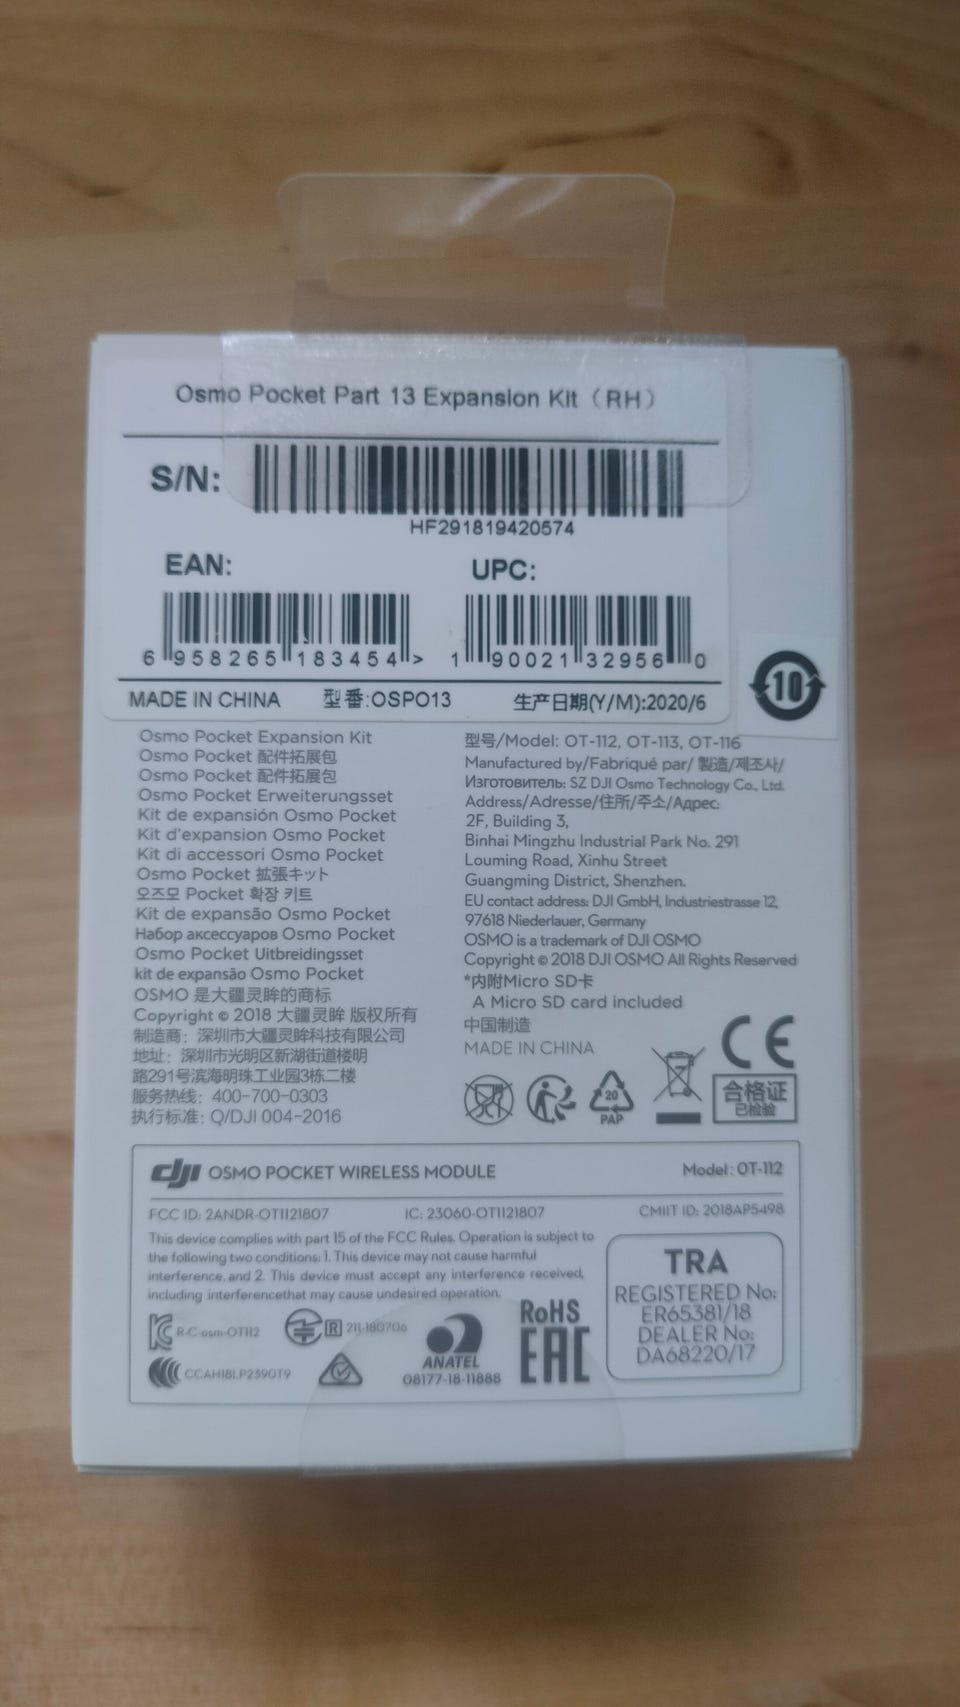 Osmo Pocket Part 13 Expansion Kit（RH）
S/N:
HF291819420574
EAN:
6 958265 183454 >
UPC:
1 90021 32956 0
MADE IN CHINA 型番:OSPO13 生产日期(Y/M):2020/6
10
Osmo Pocket Expansion Kit
Osmo Pocket 配件拓展包
Osmo Pocket 配件拓展包
Osmo Pocket Erweiterungsset
Kit de expansión Osmo Pocket
Kit d'expansion Osmo Pocket
Kit di accessori Osmo Pocket
Osmo Pocket 拡張キット
오즈모 Pocket 확장 키트
Kit de expansão Osmo Pocket
Набор аксессуаров Osmo Pocket
Osmo Pocket Uitbreidingsset
kit de expansão Osmo Pocket
OSMO 是大疆灵眸的商标
Copyright © 2018 大疆灵眸 版权所有
制造商：深圳市大疆灵眸科技有限公司
地址：深圳市光明区新湖街道楼明
路291号滨海明珠工业园3栋二楼
服务热线：400-700-0303
执行标准：Q/DJI 004-2016
型号/Model: OT-112, OT-113, OT-116
Manufactured by/Fabriqué par/ 製造/제조사/
Изготовитель: SZ DJI Osmo Technology Co., Ltd.
Address/Adresse/住所/주소/Адрес:
2F, Building 3,
Binhai Mingzhu Industrial Park No. 291
Louming Road, Xinhu Street
Guangming District, Shenzhen.
EU contact address: DJI GmbH, Industriestrasse 12,
97618 Niederlauer, Germany
OSMO is a trademark of DJI OSMO
Copyright © 2018 DJI OSMO All Rights Reserved
*内附Micro SD卡
A Micro SD card included
中国制造
MADE IN CHINA
CE
20
PAP
合格证
已检验
dji OSMO POCKET WIRELESS MODULE Model: OT-112
FCC ID: 2ANDR-OT1121807 IC: 23060-OT1121807 CMIIT ID: 2018AP5498
This device complies with part 15 of the FCC Rules. Operation is subject to
the following two conditions: 1. This device may not cause harmful
interference, and 2. This device must accept any interference received,
including interferencethat may cause undesired operation.
R-C-osm-OT112
R 211-180706
CCAH18LP2390T9
ANATEL
08177-18-11888
RoHS
EAC
TRA
REGISTERED No:
ER65381/18
DEALER No:
DA68220/17